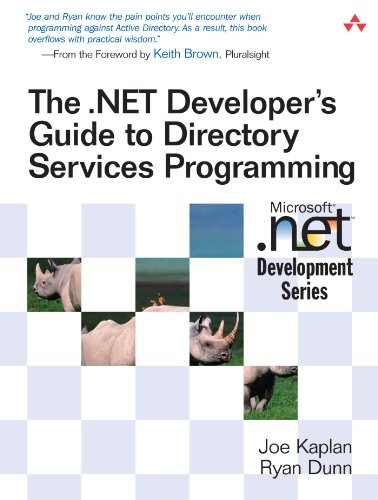 "Joe and Ryan know the pain points you'll encounter when
programming against Active Directory. As a result, this book
overflows with practical wisdom."
—From the Foreword by Keith Brown, Pluralsight
The .NET Developer's
Guide to Directory
Services Programming
Microsoft®
.net™
Development
Series
Joe Kaplan
Ryan Dunn